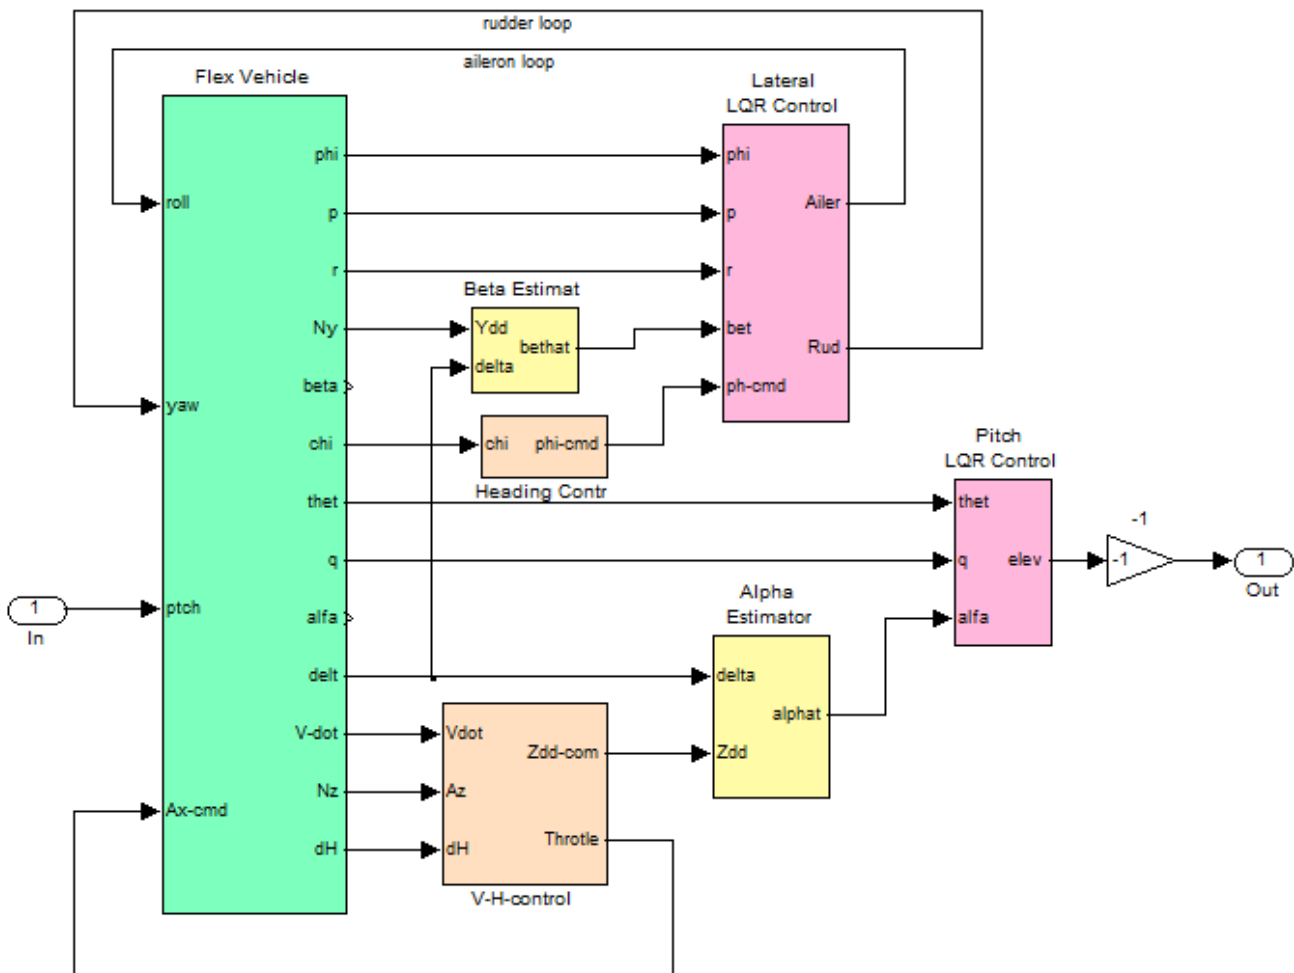 rudder loop
aileron loop
Flex Vehicle
Lateral
LQR Control
phi
phi
roll
Ailer
p
p
r
r
Beta Estimat
Ny
Ydd
bet
bethat
Rud
delta
beta
ph-cmd
yaw
chi
chi
phi-cmd
Heading Contr
Pitch
LQR Control
thet
thet
-1
q
q
elev
-1
1
Out
Alpha
Estimator
1
In
ptch
alfa
alfa
delt
delta
alphat
V-dot
Vdot
Zdd-com
Zdd
Nz
Az
Ax-cmd
Throtle
dH
dH
V-H-control